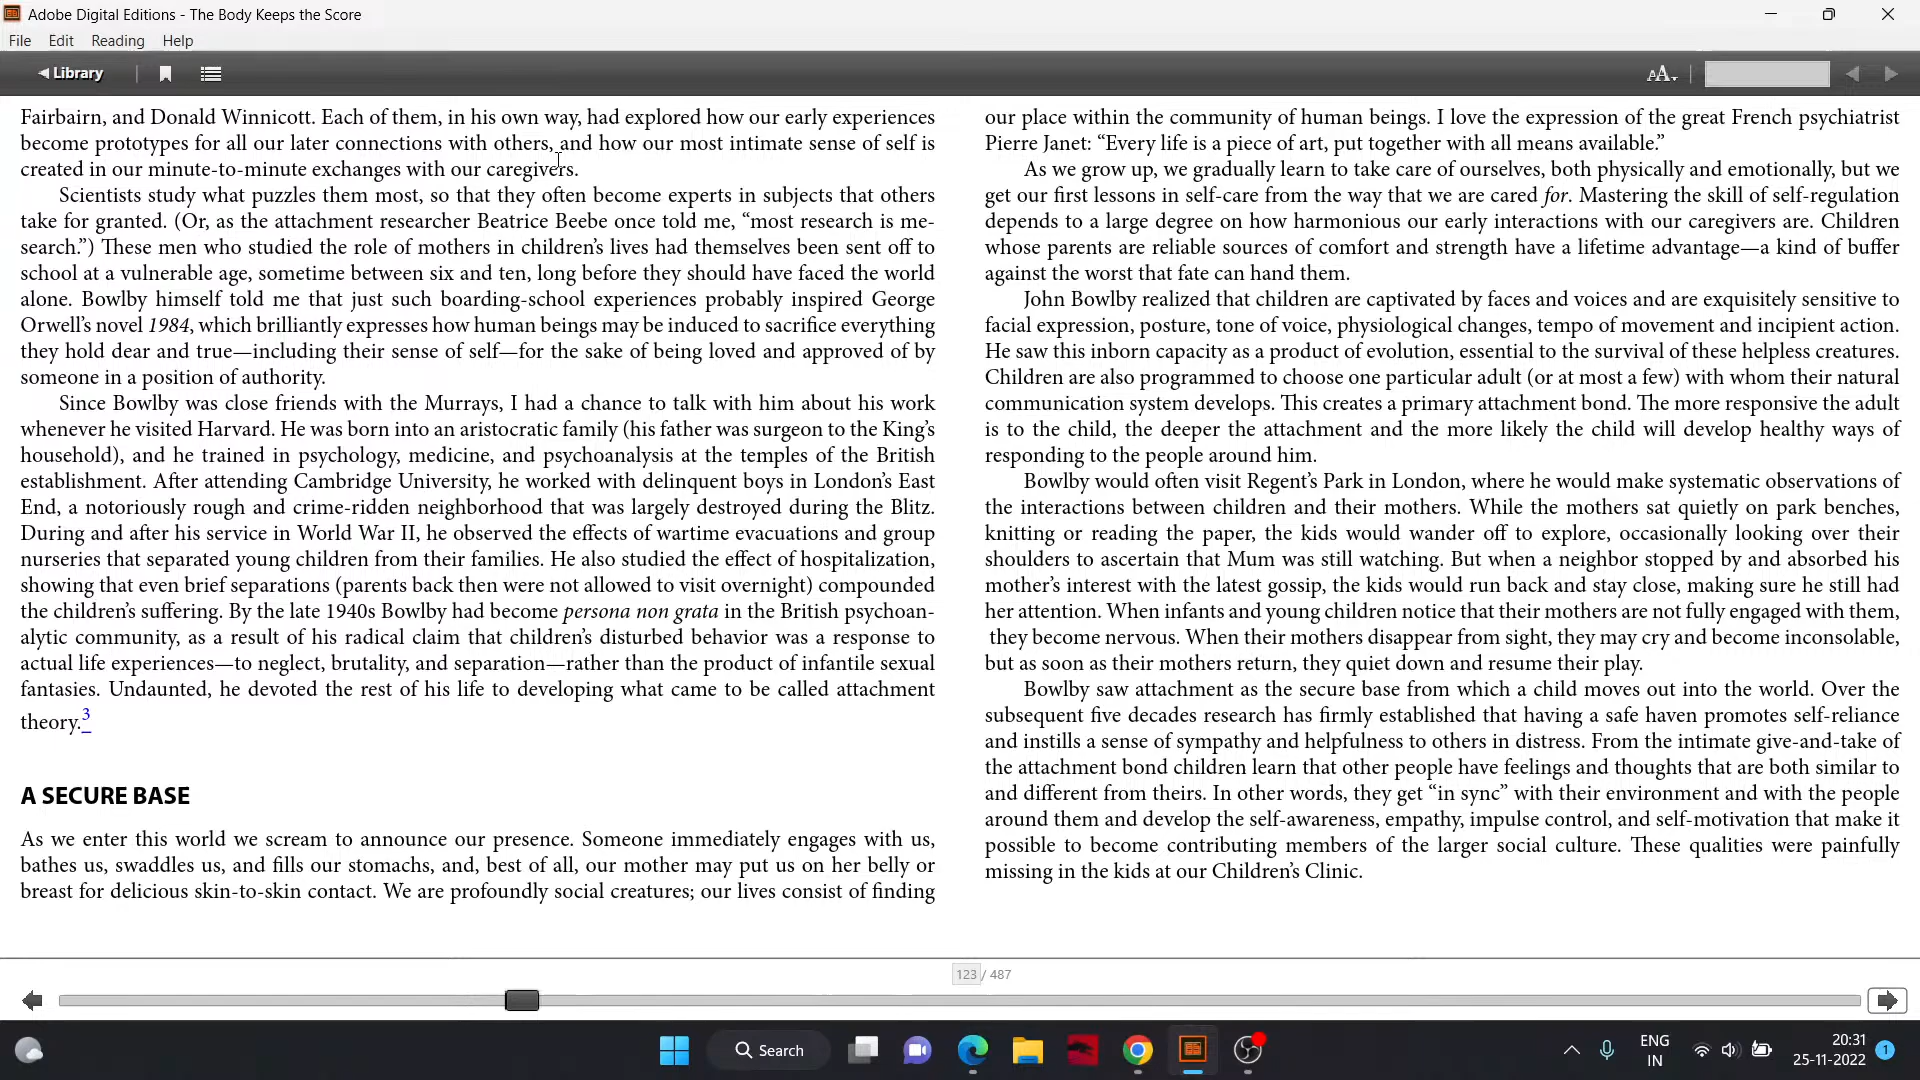 Adobe Digital Editions - The Body Keeps the Score
File Edit Reading Help
Library
AA
Fairbairn, and Donald Winnicott. Each of them, in his own way, had explored how our early experiences
become prototypes for all our later connections with others, and how our most intimate sense of self is
created in our minute-to-minute exchanges with our caregivers.
Scientists study what puzzles them most, so that they often become experts in subjects that others
take for granted. (Or, as the attachment researcher Beatrice Beebe once told me, “most research is me-
search.”) These men who studied the role of mothers in children’s lives had themselves been sent off to
school at a vulnerable age, sometime between six and ten, long before they should have faced the world
alone. Bowlby himself told me that just such boarding-school experiences probably inspired George
Orwell’s novel 1984, which brilliantly expresses how human beings may be induced to sacrifice everything
they hold dear and true—including their sense of self—for the sake of being loved and approved of by
someone in a position of authority.
Since Bowlby was close friends with the Murrays, I had a chance to talk with him about his work
whenever he visited Harvard. He was born into an aristocratic family (his father was surgeon to the King’s
household), and he trained in psychology, medicine, and psychoanalysis at the temples of the British
establishment. After attending Cambridge University, he worked with delinquent boys in London’s East
End, a notoriously rough and crime-ridden neighborhood that was largely destroyed during the Blitz.
During and after his service in World War II, he observed the effects of wartime evacuations and group
nurseries that separated young children from their families. He also studied the effect of hospitalization,
showing that even brief separations (parents back then were not allowed to visit overnight) compounded
the children’s suffering. By the late 1940s Bowlby had become persona non grata in the British psychoan-
alytic community, as a result of his radical claim that children’s disturbed behavior was a response to
actual life experiences—to neglect, brutality, and separation—rather than the product of infantile sexual
fantasies. Undaunted, he devoted the rest of his life to developing what came to be called attachment
theory.3
A SECURE BASE
As we enter this world we scream to announce our presence. Someone immediately engages with us,
bathes us, swaddles us, and fills our stomachs, and, best of all, our mother may put us on her belly or
breast for delicious skin-to-skin contact. We are profoundly social creatures; our lives consist of finding
our place within the community of human beings. I love the expression of the great French psychiatrist
Pierre Janet: “Every life is a piece of art, put together with all means available.”
As we grow up, we gradually learn to take care of ourselves, both physically and emotionally, but we
get our first lessons in self-care from the way that we are cared for. Mastering the skill of self-regulation
depends to a large degree on how harmonious our early interactions with our caregivers are. Children
whose parents are reliable sources of comfort and strength have a lifetime advantage—a kind of buffer
against the worst that fate can hand them.
John Bowlby realized that children are captivated by faces and voices and are exquisitely sensitive to
facial expression, posture, tone of voice, physiological changes, tempo of movement and incipient action.
He saw this inborn capacity as a product of evolution, essential to the survival of these helpless creatures.
Children are also programmed to choose one particular adult (or at most a few) with whom their natural
communication system develops. This creates a primary attachment bond. The more responsive the adult
is to the child, the deeper the attachment and the more likely the child will develop healthy ways of
responding to the people around him.
Bowlby would often visit Regent’s Park in London, where he would make systematic observations of
the interactions between children and their mothers. While the mothers sat quietly on park benches,
knitting or reading the paper, the kids would wander off to explore, occasionally looking over their
shoulders to ascertain that Mum was still watching. But when a neighbor stopped by and absorbed his
mother’s interest with the latest gossip, the kids would run back and stay close, making sure he still had
her attention. When infants and young children notice that their mothers are not fully engaged with them,
they become nervous. When their mothers disappear from sight, they may cry and become inconsolable,
but as soon as their mothers return, they quiet down and resume their play.
Bowlby saw attachment as the secure base from which a child moves out into the world. Over the
subsequent five decades research has firmly established that having a safe haven promotes self-reliance
and instills a sense of sympathy and helpfulness to others in distress. From the intimate give-and-take of
the attachment bond children learn that other people have feelings and thoughts that are both similar to
and different from theirs. In other words, they get “in sync” with their environment and with the people
around them and develop the self-awareness, empathy, impulse control, and self-motivation that make it
possible to become contributing members of the larger social culture. These qualities were painfully
missing in the kids at our Children’s Clinic.
123 / 487
Search
ENG
IN
20:31
25-11-2022
1